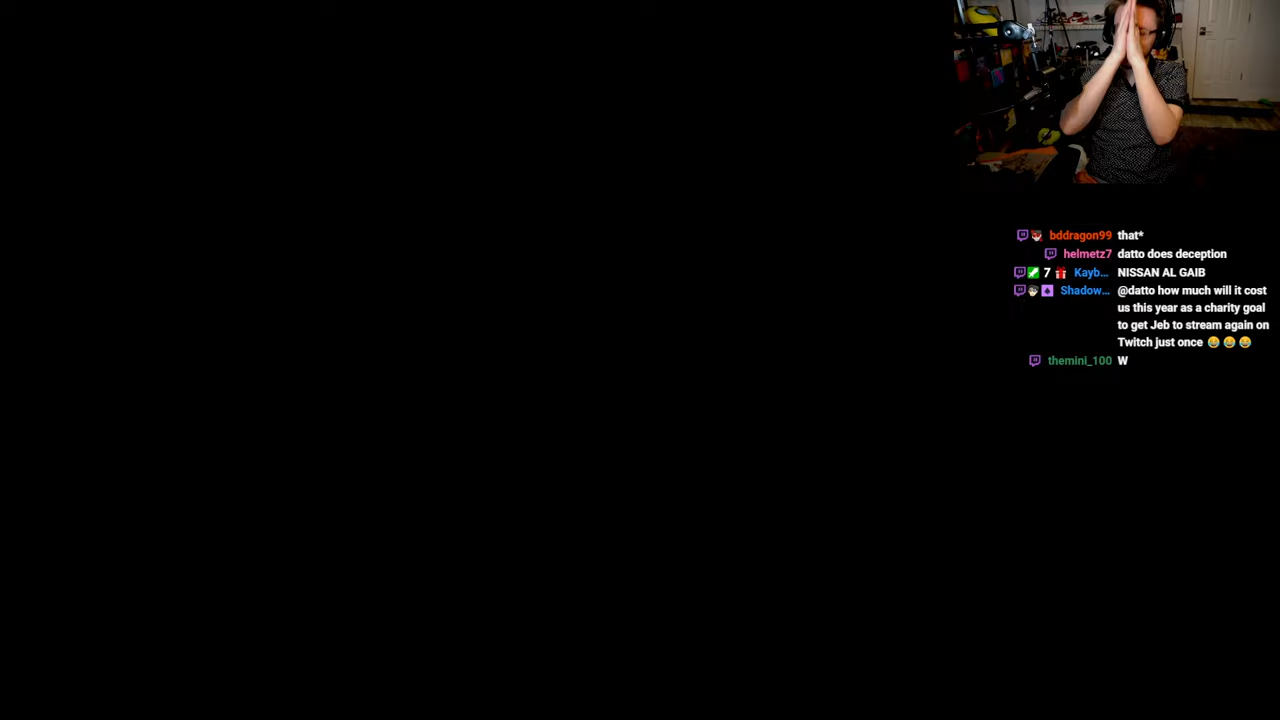 bddragon99 that*
helmetz7 datto does deception
7 Kayb... NISSAN AL GAIB
Shadow... @datto how much will it cost
us this year as a charity goal
to get Jeb to stream again on
Twitch just once 😂 😂 😂
themini_100 W